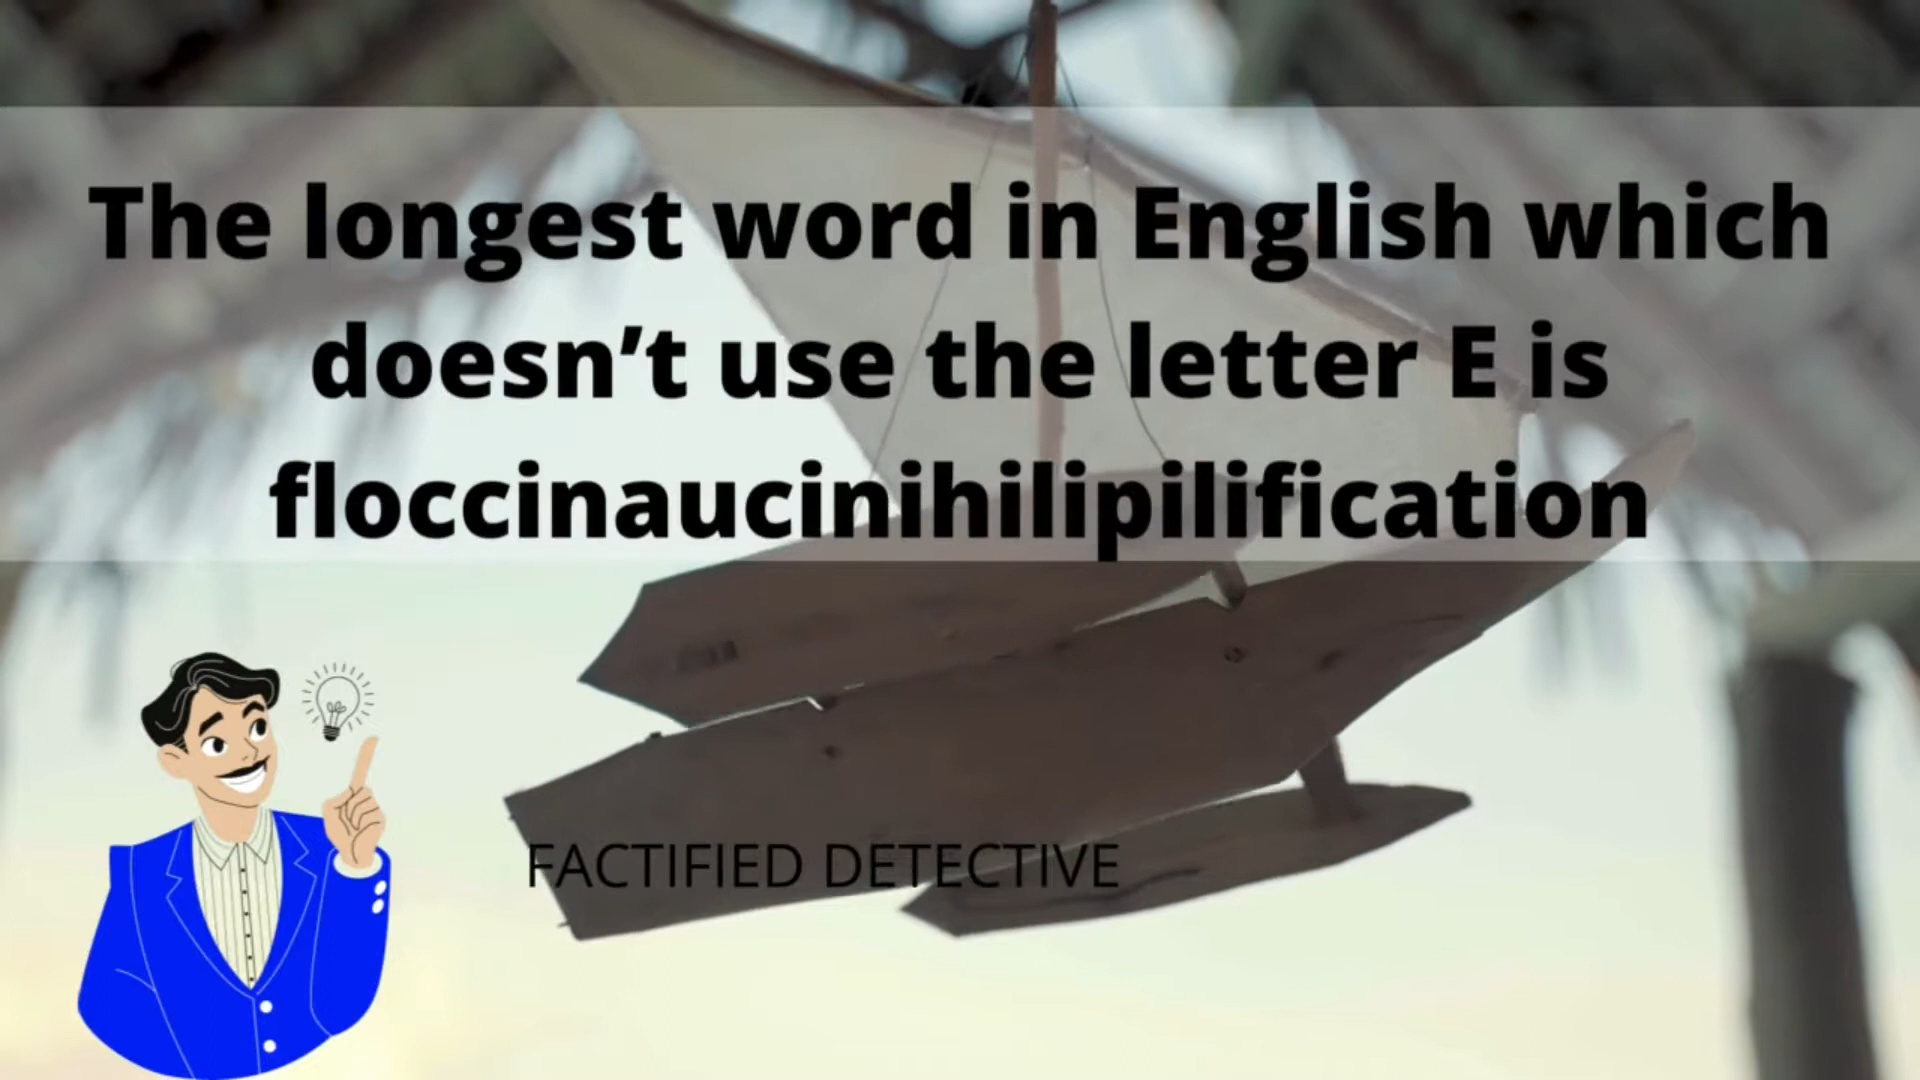 The longest word in English which
doesn’t use the letter E is
floccinaucinihilipilification
FACTIFIED DETECTIVE